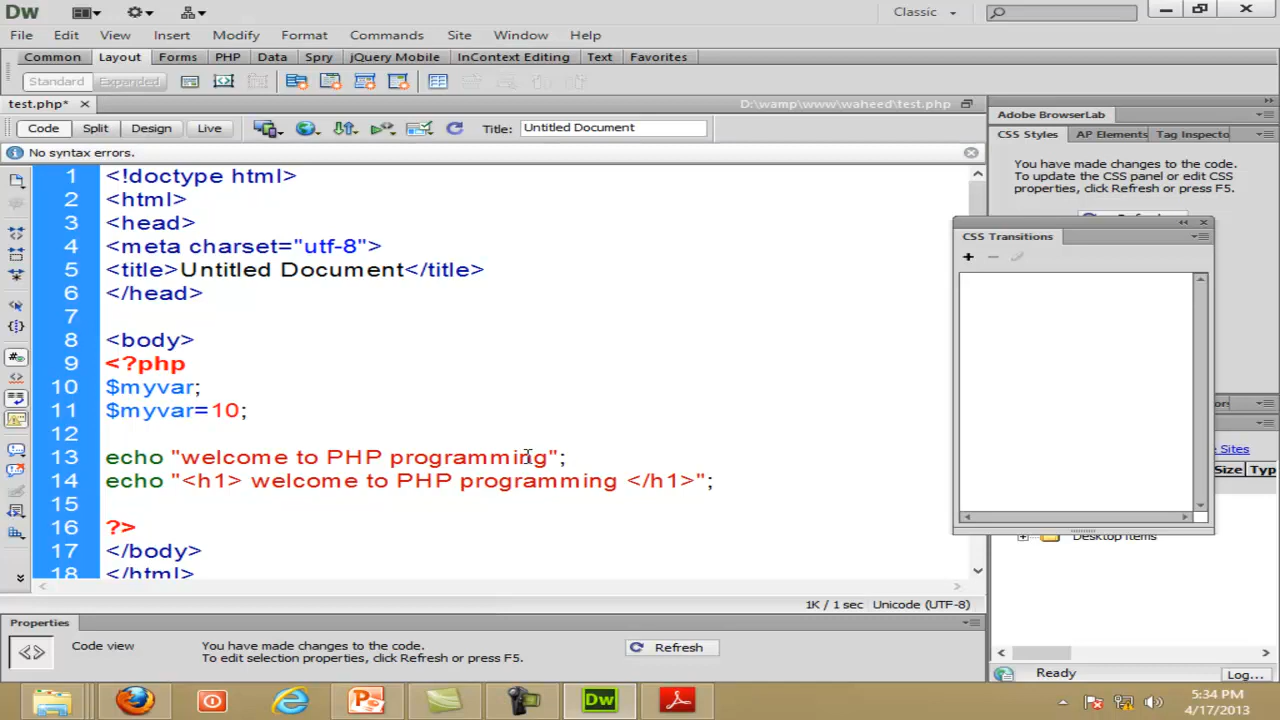 Dw
Classic
File Edit View Insert Modify Format Commands Site Window Help
Common Layout Forms PHP Data Spry jQuery Mobile InContext Editing Text Favorites
Standard Expanded
test.php*
D:\wamp\www\waheed\test.php
Code Split Design Live
Title: Untitled Document
No syntax errors.
1 <!doctype html>
2 <html>
3 <head>
4 <meta charset="utf-8">
5 <title>Untitled Document</title>
6 </head>
7
8 <body>
9 <?php
10 $myvar;
11 $myvar=10;
12
13 echo "welcome to PHP programming";
14 echo "<h1> welcome to PHP programming </h1>";
15
16 ?>
17 </body>
18 </html>
1K / 1 sec Unicode (UTF-8)
Properties
Code view
You have made changes to the code.
To edit selection properties, click Refresh or press F5.
Refresh
Adobe BrowserLab
CSS Styles AP Elements Tag Inspecto
You have made changes to the code.
To update the CSS panel or edit CSS
properties, click Refresh or press F5.
CSS Transitions
ors
Sites
Size Typ
Desktop items
Ready
Log...
Dw
5:34 PM
4/17/2013